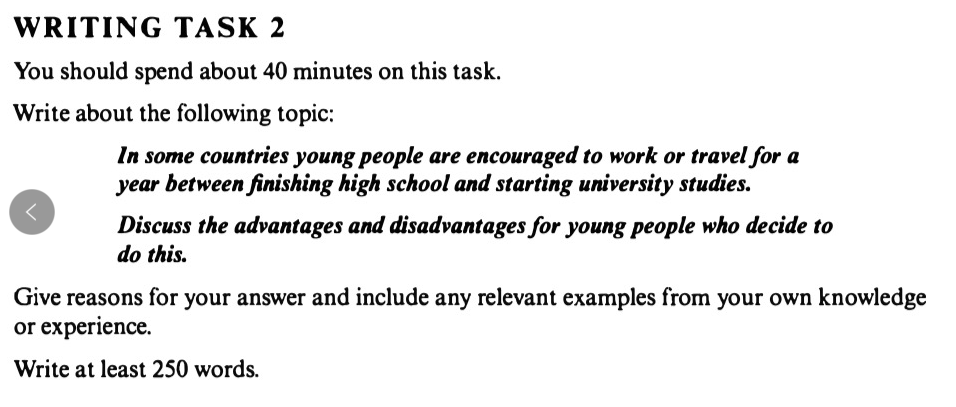 WRITING TASK 2
You should spend about 40 minutes on this task.
Write about the following topic:
In some countries young people are encouraged to work or travel for a
year between finishing high school and starting university studies.
Discuss the advantages and disadvantages for young people who decide to
do this.
Give reasons for your answer and include any relevant examples from your own knowledge
or experience.
Write at least 250 words.